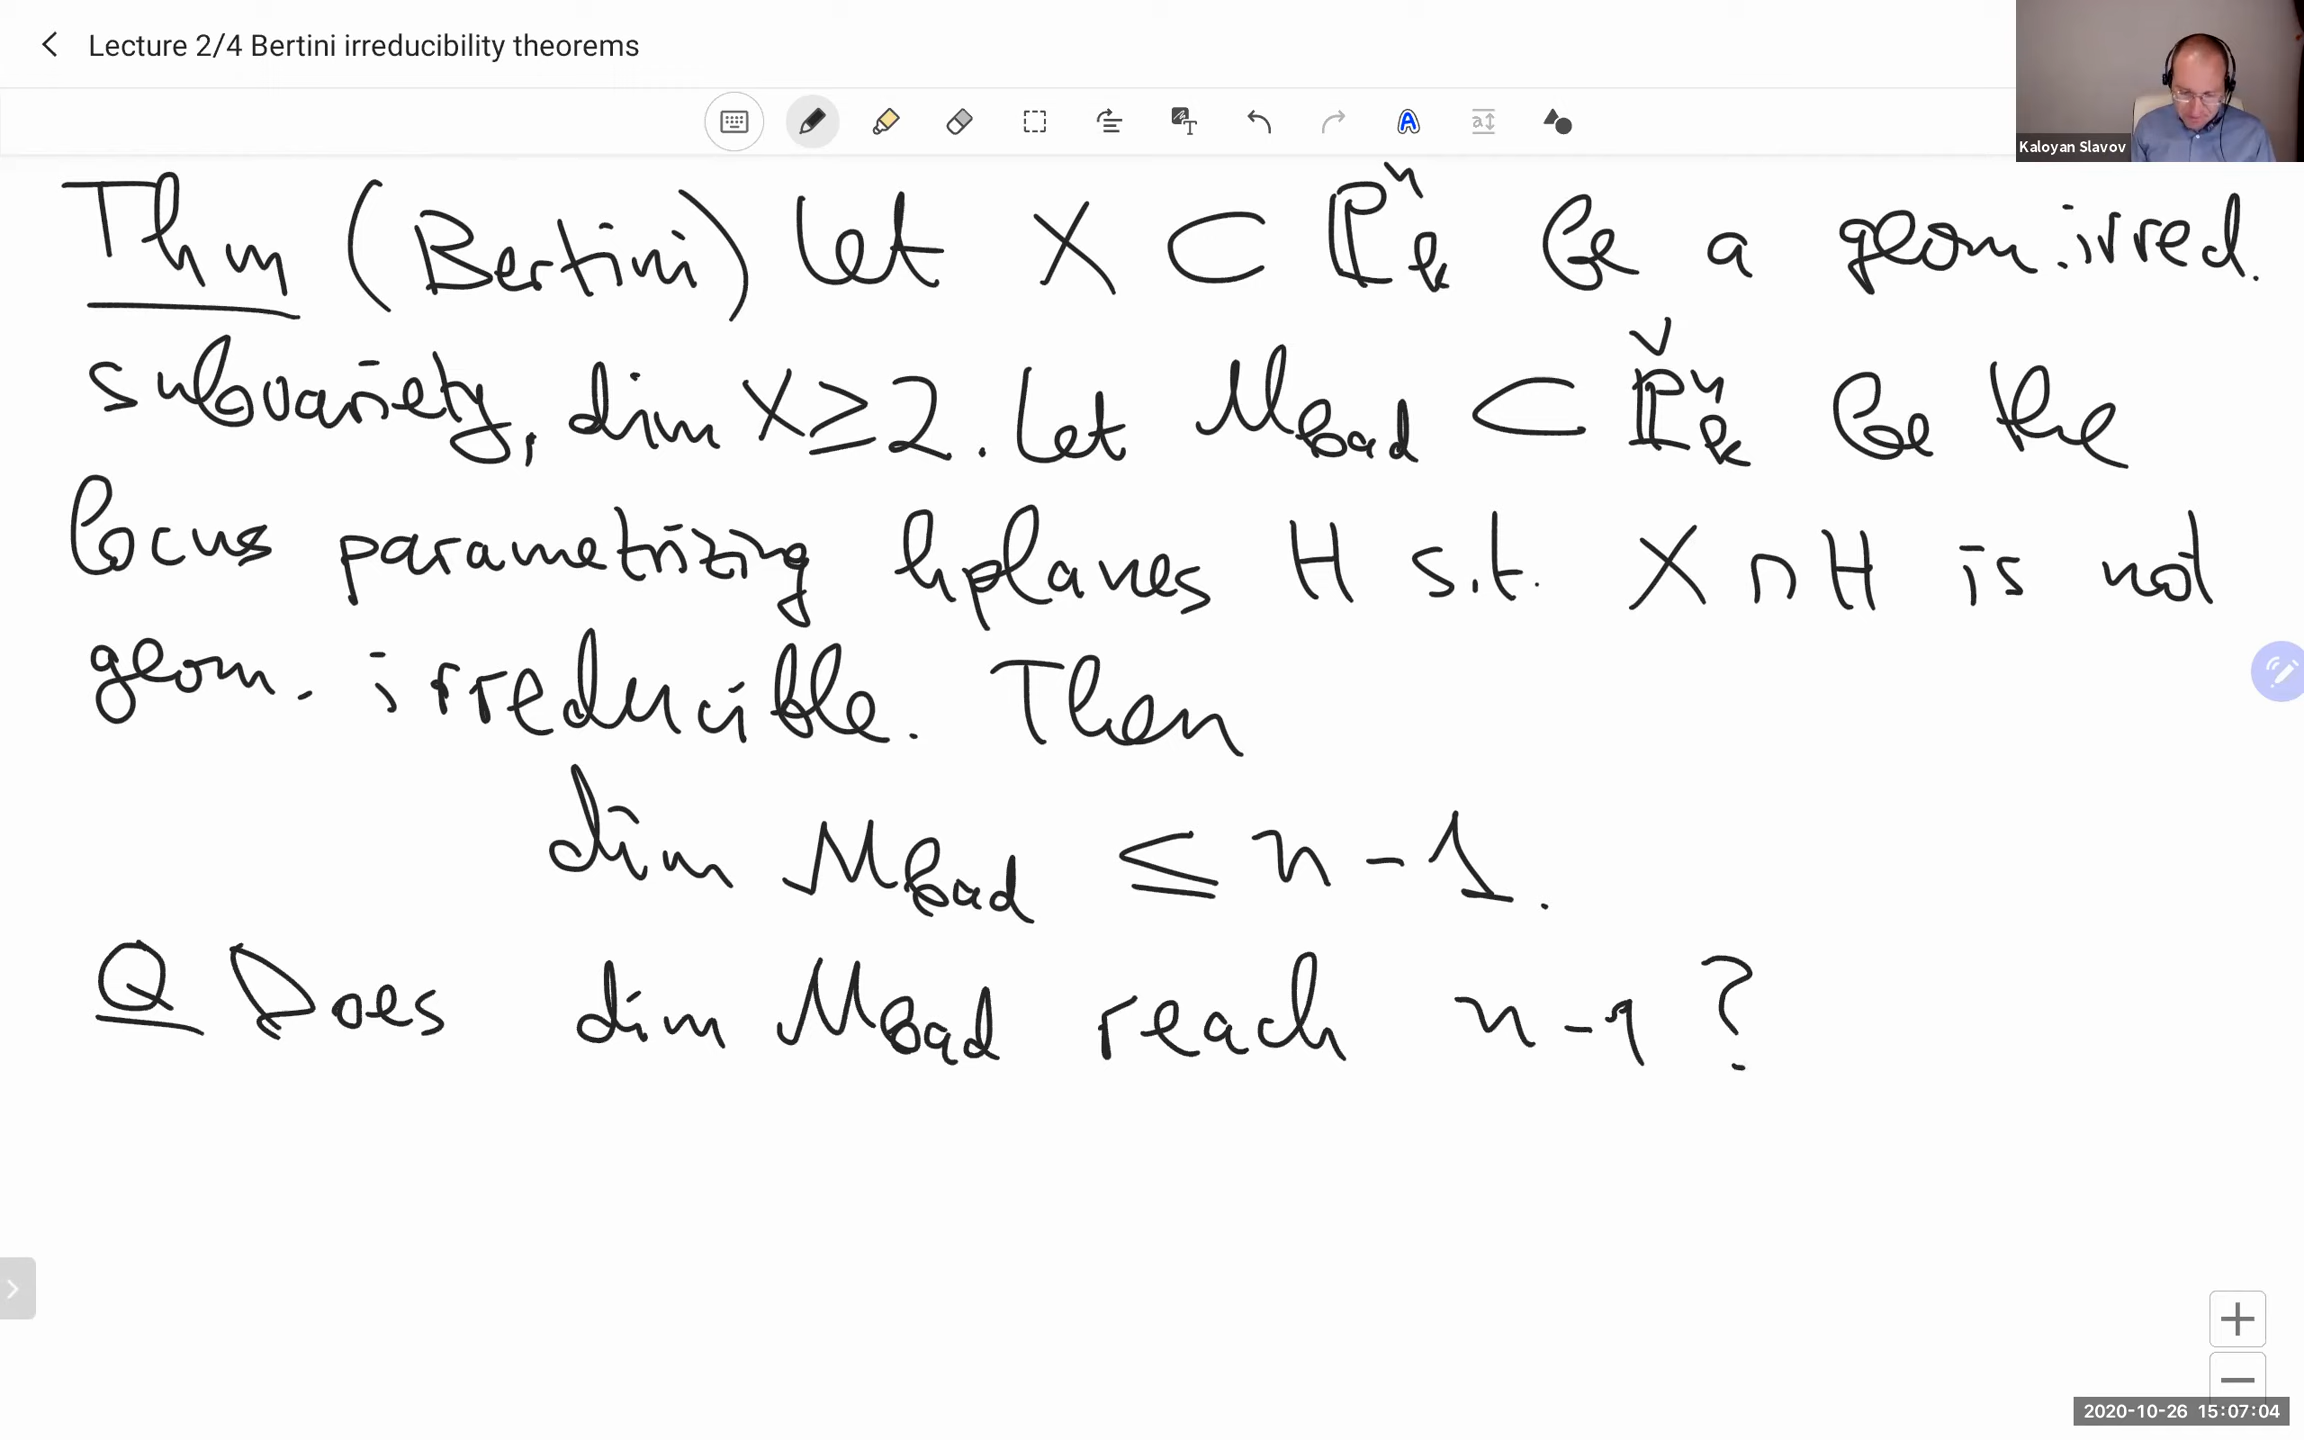 Lecture 2/4 Bertini irreducibility theorems
Kaloyan Slavov
Thm (Bertini) Let X ⊂ ℙⁿ_k be a geom. irred.
subvariety, dim X ≥ 2. Let M_bad ⊂ ℙ̌ⁿ_k be the
locus parametrizing hplanes H s.t. X ∩ H is not
geom. irreducible. Then
dim M_bad ≤ n - 1.
Q Does dim M_bad reach n-1?
2020-10-26 15:07:04